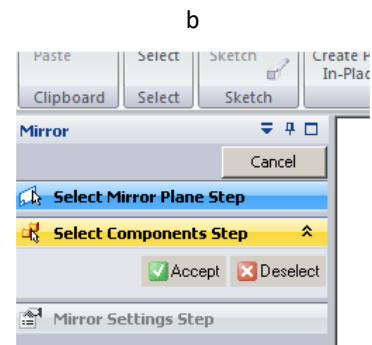 b
Paste Select Sketch Create P
In-Plac
Clipboard Select Sketch
Mirror
Cancel
Select Mirror Plane Step
Select Components Step
Accept Deselect
Mirror Settings Step